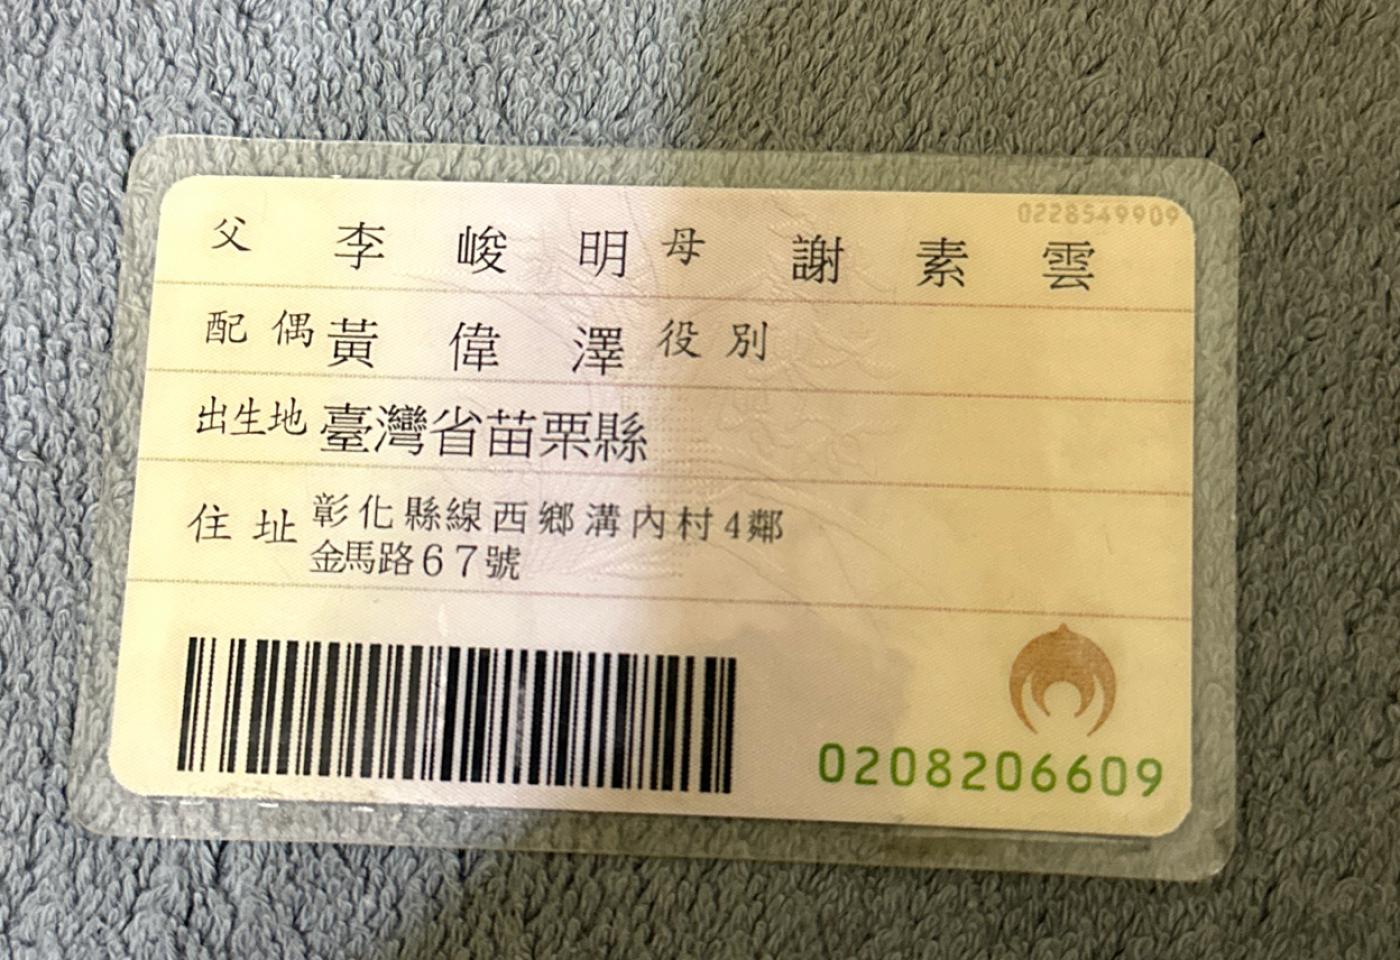 0228549909
父 李峻明 母 謝素雲
配偶 黃偉澤 役別
出生地 臺灣省苗栗縣
住址 彰化縣線西鄉溝內村4鄰
金馬路67號
0208206609